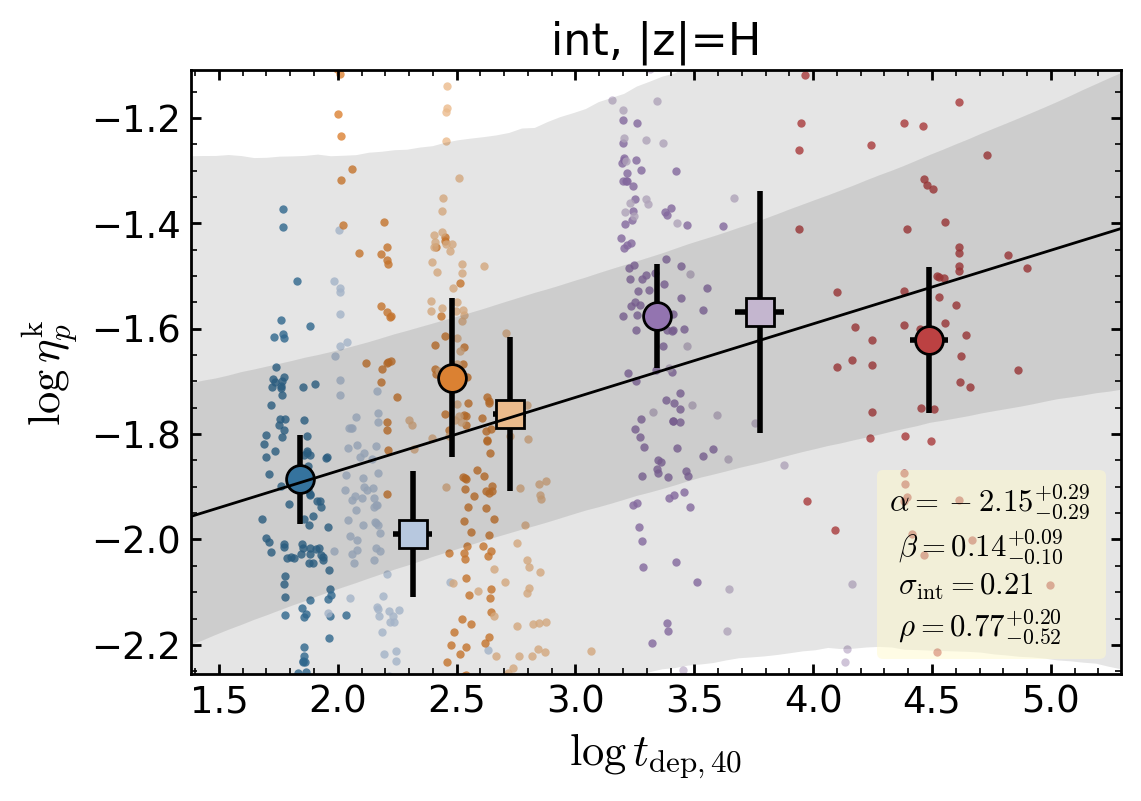 int, |z|=H
log η_p^k
−1.2
−1.4
−1.6
−1.8
−2.0
−2.2
α = −2.15^{+0.29}_{−0.29}
β = 0.14^{+0.09}_{−0.10}
σ_int = 0.21
ρ = 0.77^{+0.20}_{−0.52}
1.5 2.0 2.5 3.0 3.5 4.0 4.5 5.0
log t_{dep, 40}